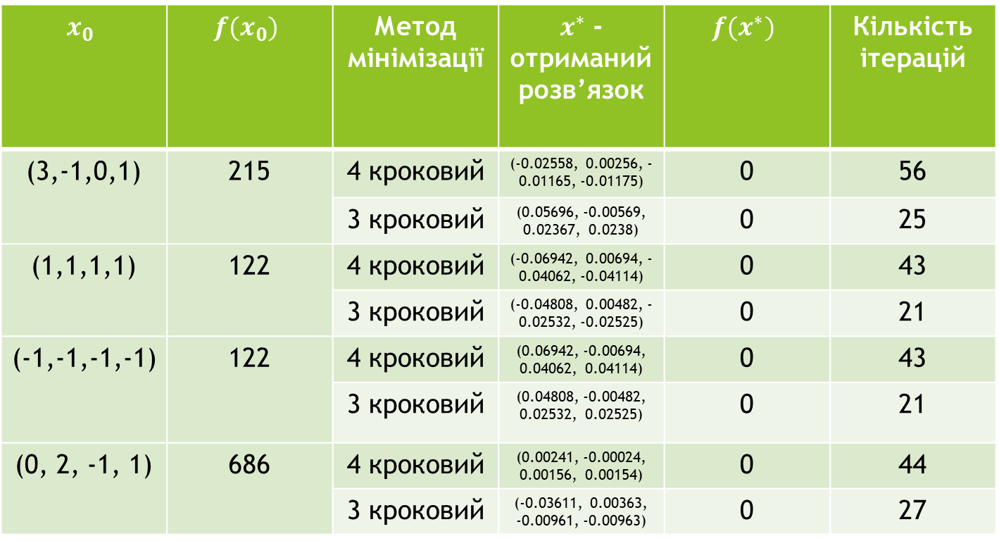 x₀
f(x₀)
Метод
мінімізації
x* -
отриманий
розв’язок
f(x*)
Кількість
ітерацій
(3,-1,0,1)
215
4 кроковий
(-0.02558, 0.00256, -
0.01165, -0.01175)
0
56
3 кроковий
(0.05696, -0.00569,
0.02367, 0.0238)
0
25
(1,1,1,1)
122
4 кроковий
(-0.06942, 0.00694, -
0.04062, -0.04114)
0
43
3 кроковий
(-0.04808, 0.00482, -
0.02532, -0.02525)
0
21
(-1,-1,-1,-1)
122
4 кроковий
(0.06942, -0.00694,
0.04062, 0.04114)
0
43
3 кроковий
(0.04808, -0.00482,
0.02532, 0.02525)
0
21
(0, 2, -1, 1)
686
4 кроковий
(0.00241, -0.00024,
0.00156, 0.00154)
0
44
3 кроковий
(-0.03611, 0.00363,
-0.00961, -0.00963)
0
27